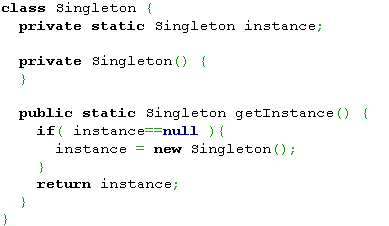 class Singleton {
private static Singleton instance;
private Singleton() {
}
public static Singleton getInstance() {
if( instance==null ){
instance = new Singleton();
}
return instance;
}
}